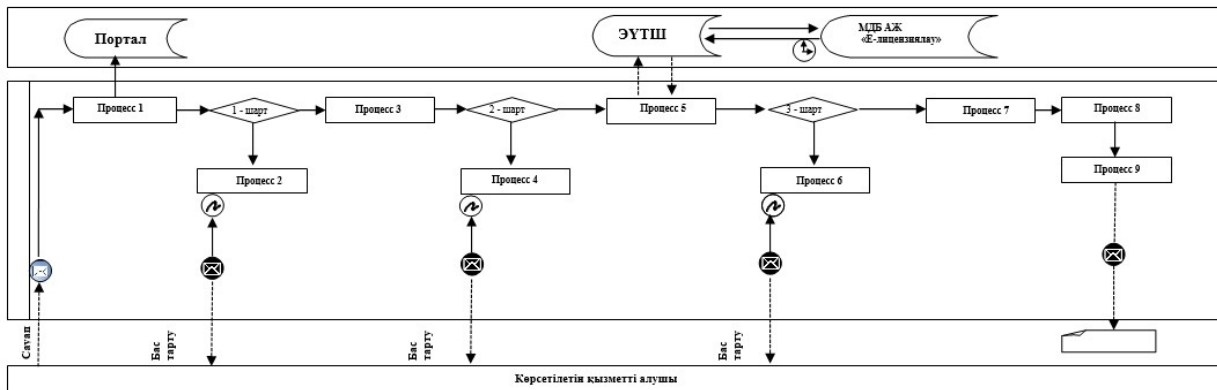 Портал
ЭҮТШ
МДБ АЖ
«Е-лицензиялау»
Процесс 1
1 - шарт
Процесс 3
2 - шарт
Процесс 5
3 - шарт
Процесс 7
Процесс 8
Процесс 2
Процесс 4
Процесс 6
Процесс 9
Сауап
Бас
тарту
Бас
тарту
Бас
тарту
Көрсетілетін қызметті алушы